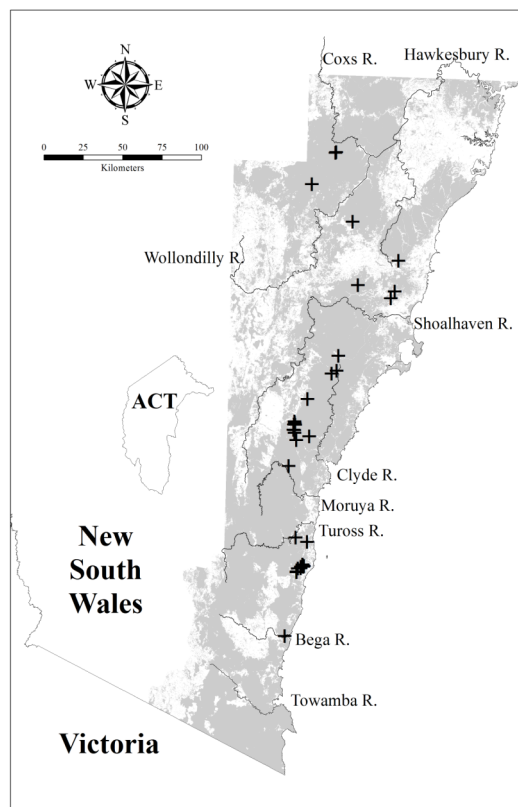 Coxs R.
Hawkesbury R.
N
W E
S
0 25 50 75 100
Kilometers
Wollondilly R.
Shoalhaven R.
ACT
Clyde R.
Moruya R.
Tuross R.
New
South
Wales
Bega R.
Towamba R.
Victoria